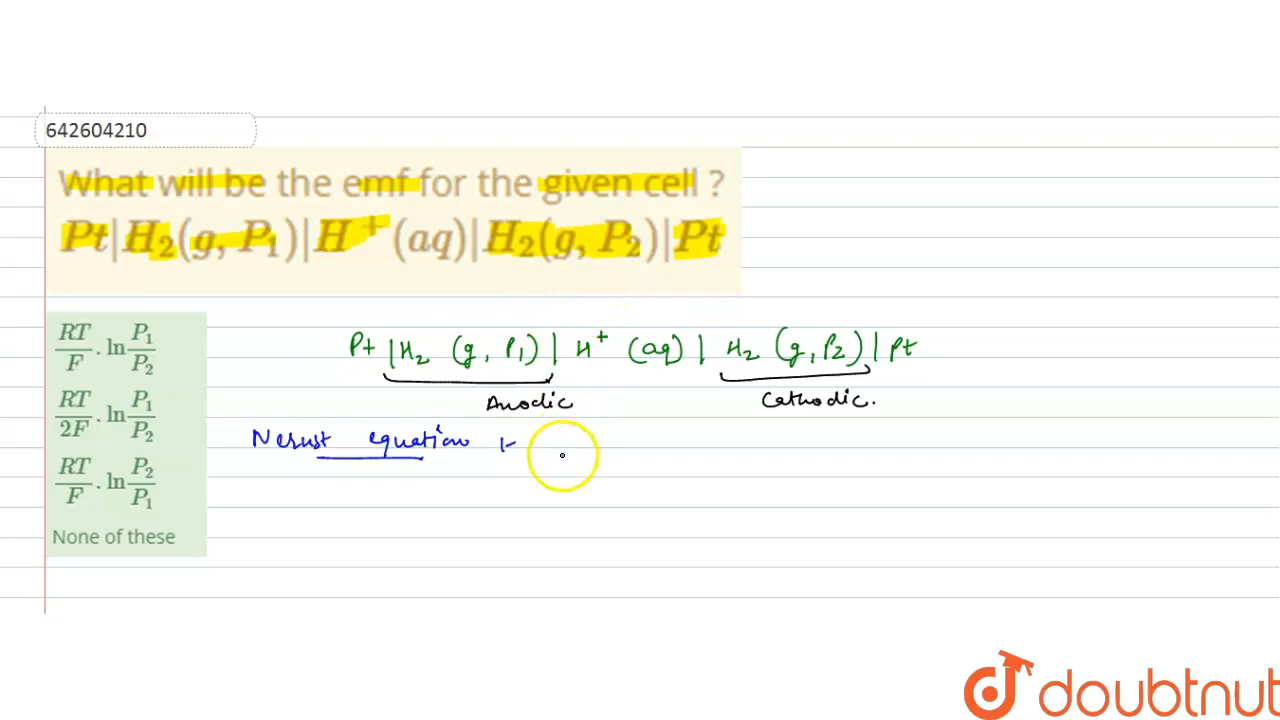 642604210
What will be the emf for the given cell ?
Pt|H₂(g, P₁)|H⁺(aq)|H₂(g, P₂)|Pt
RT/F . ln P₁/P₂
RT/2F . ln P₁/P₂
RT/F . ln P₂/P₁
None of these
Pt |H₂ (g, P₁) | H⁺ (aq) | H₂ (g, P₂) | Pt
Anodic Cathodic.
Nernst equation :-
doubtnut